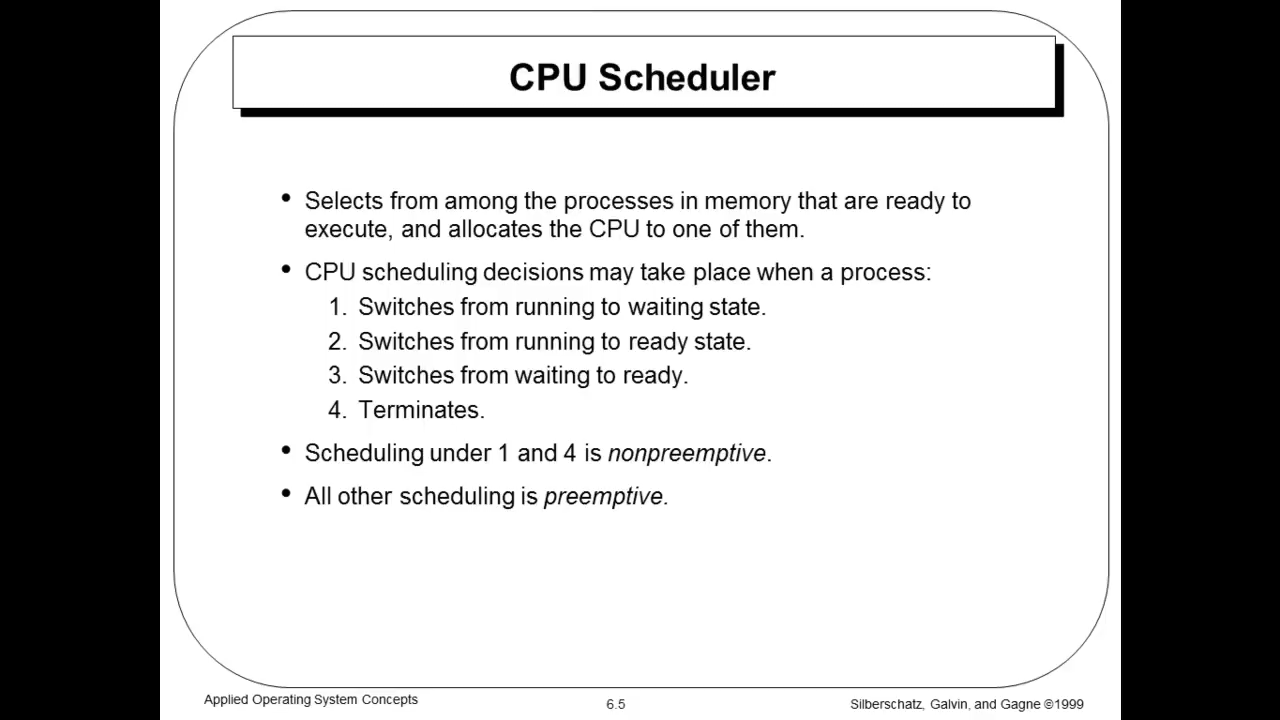 CPU Scheduler
• Selects from among the processes in memory that are ready to
execute, and allocates the CPU to one of them.
• CPU scheduling decisions may take place when a process:
1. Switches from running to waiting state.
2. Switches from running to ready state.
3. Switches from waiting to ready.
4. Terminates.
• Scheduling under 1 and 4 is nonpreemptive.
• All other scheduling is preemptive.
Applied Operating System Concepts
6.5
Silberschatz, Galvin, and Gagne ©1999